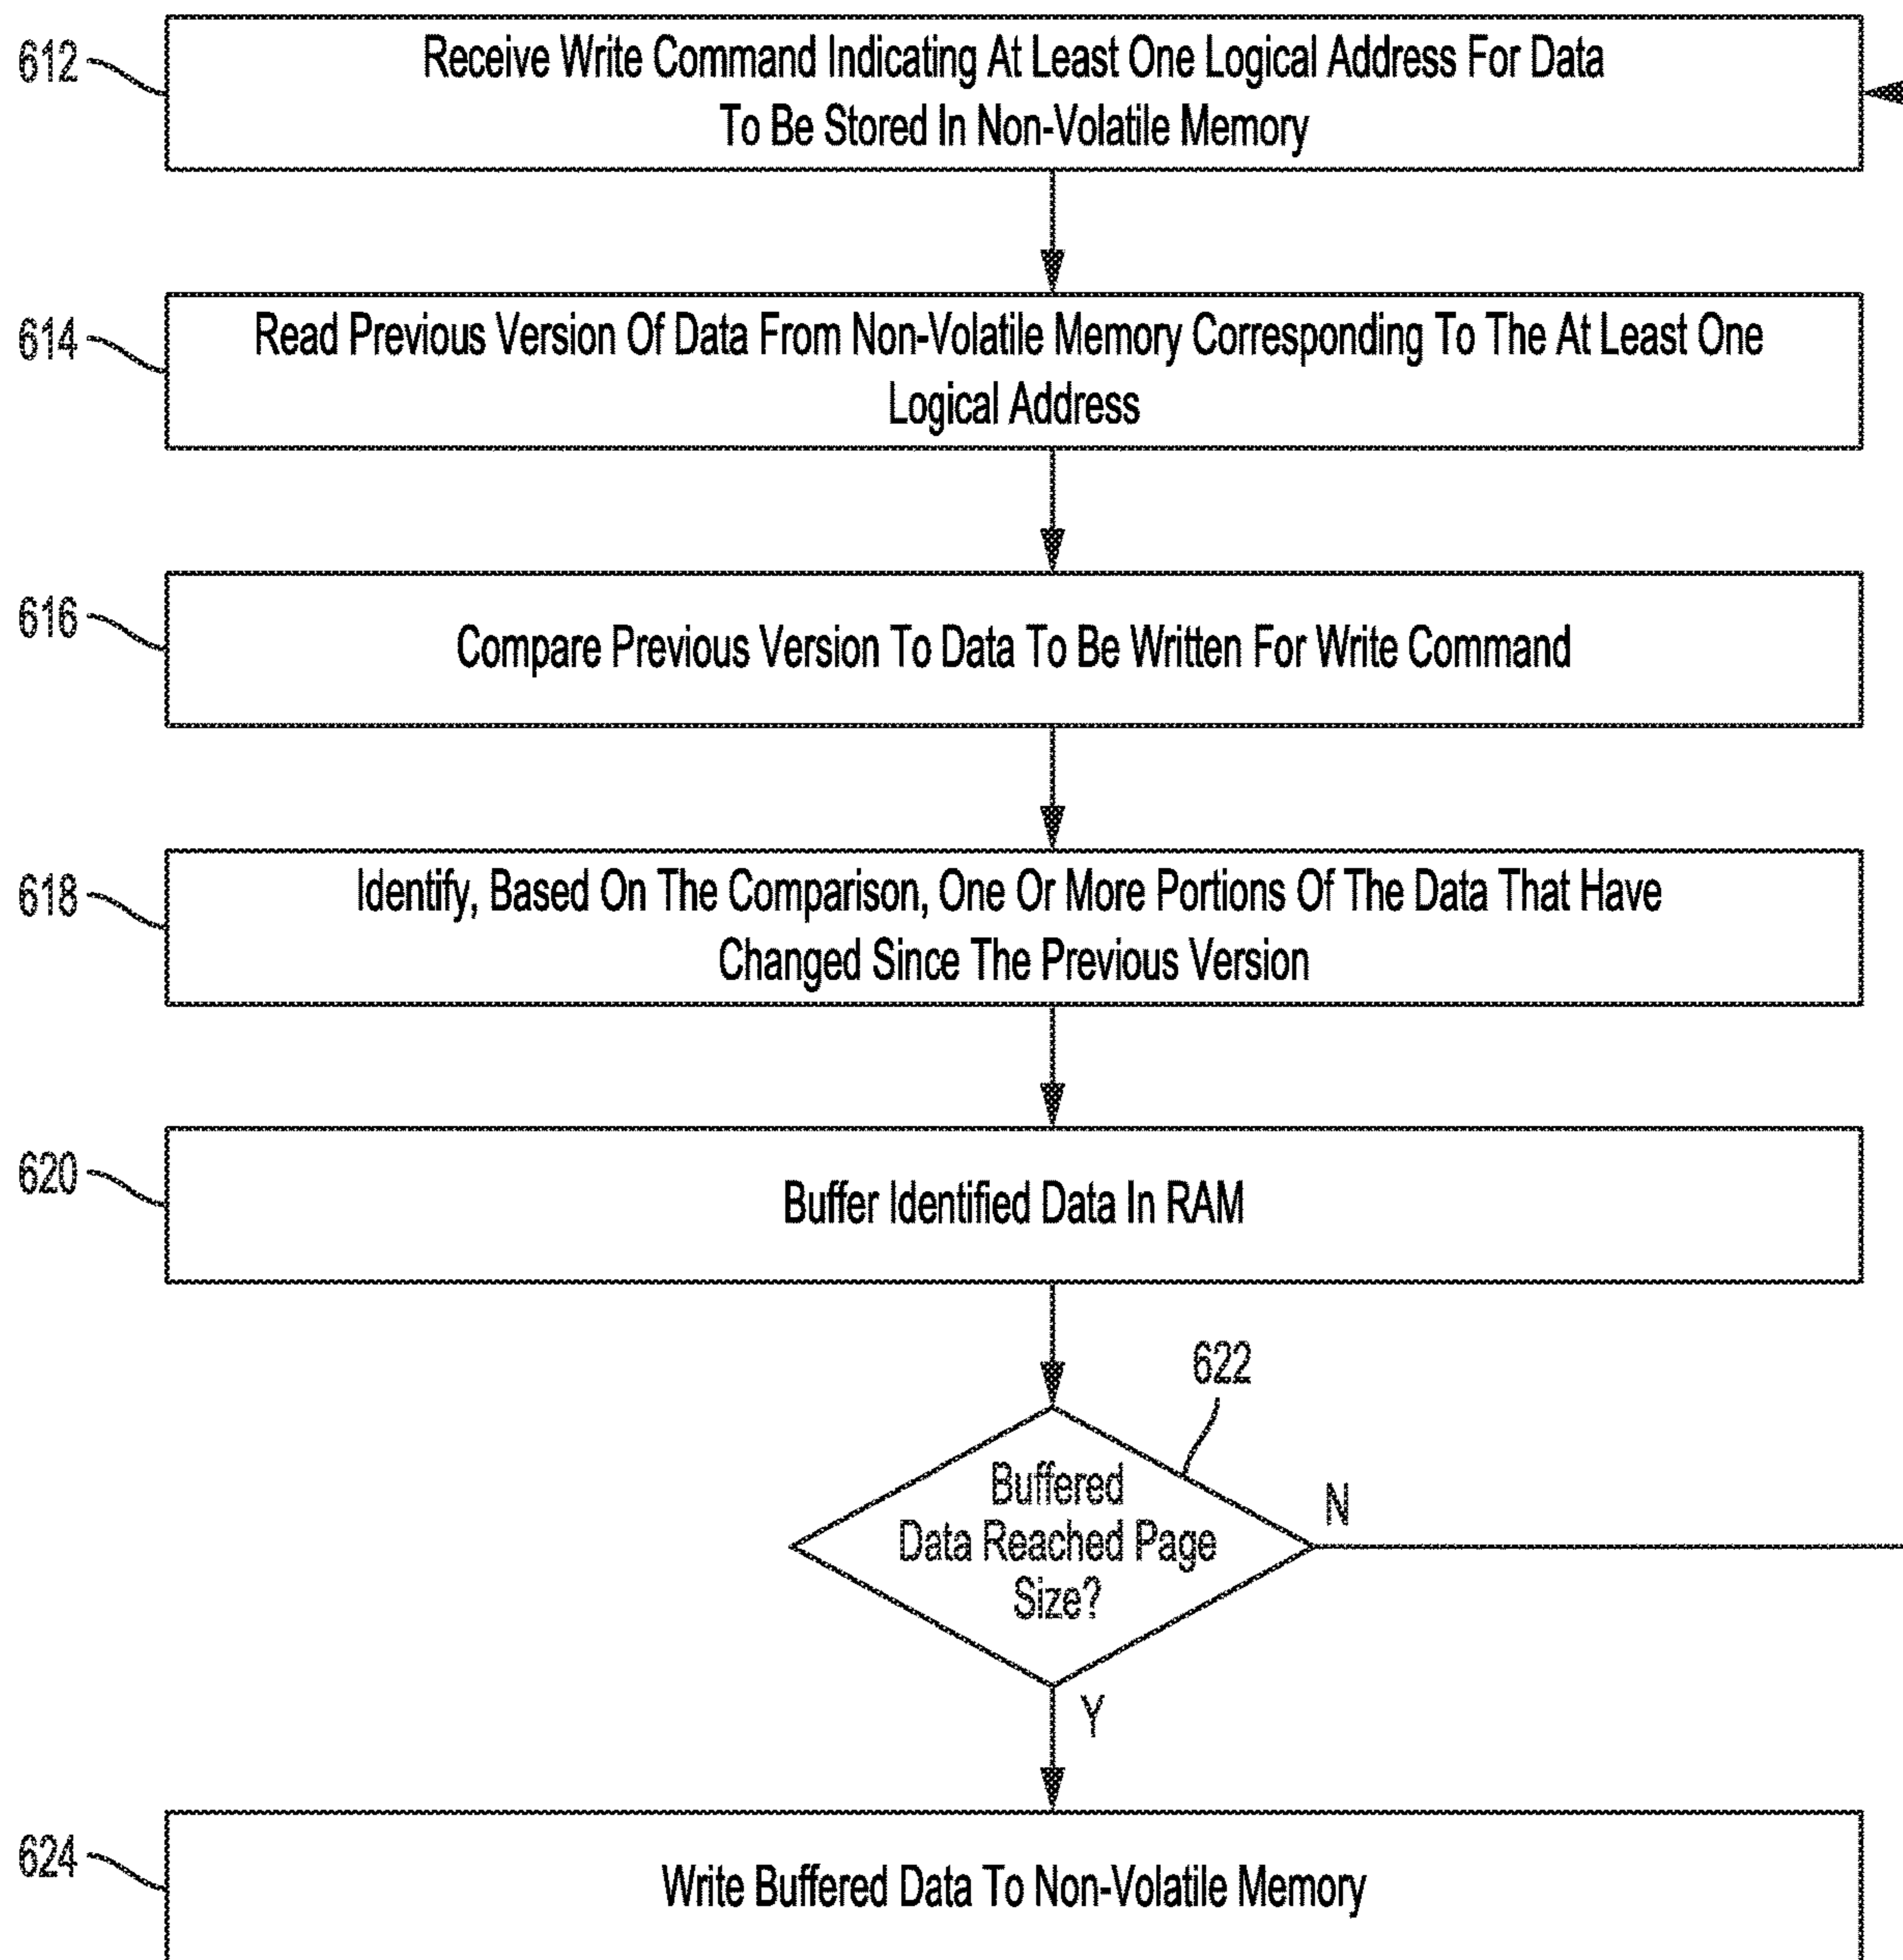 612
Receive Write Command Indicating At Least One Logical Address For Data
To Be Stored In Non-Volatile Memory
614
Read Previous Version Of Data From Non-Volatile Memory Corresponding To The At Least One
Logical Address
616
Compare Previous Version To Data To Be Written For Write Command
618
Identify, Based On The Comparison, One Or More Portions Of The Data That Have
Changed Since The Previous Version
620
Buffer Identified Data In RAM
622
Buffered
Data Reached Page
Size?
N
Y
624
Write Buffered Data To Non-Volatile Memory